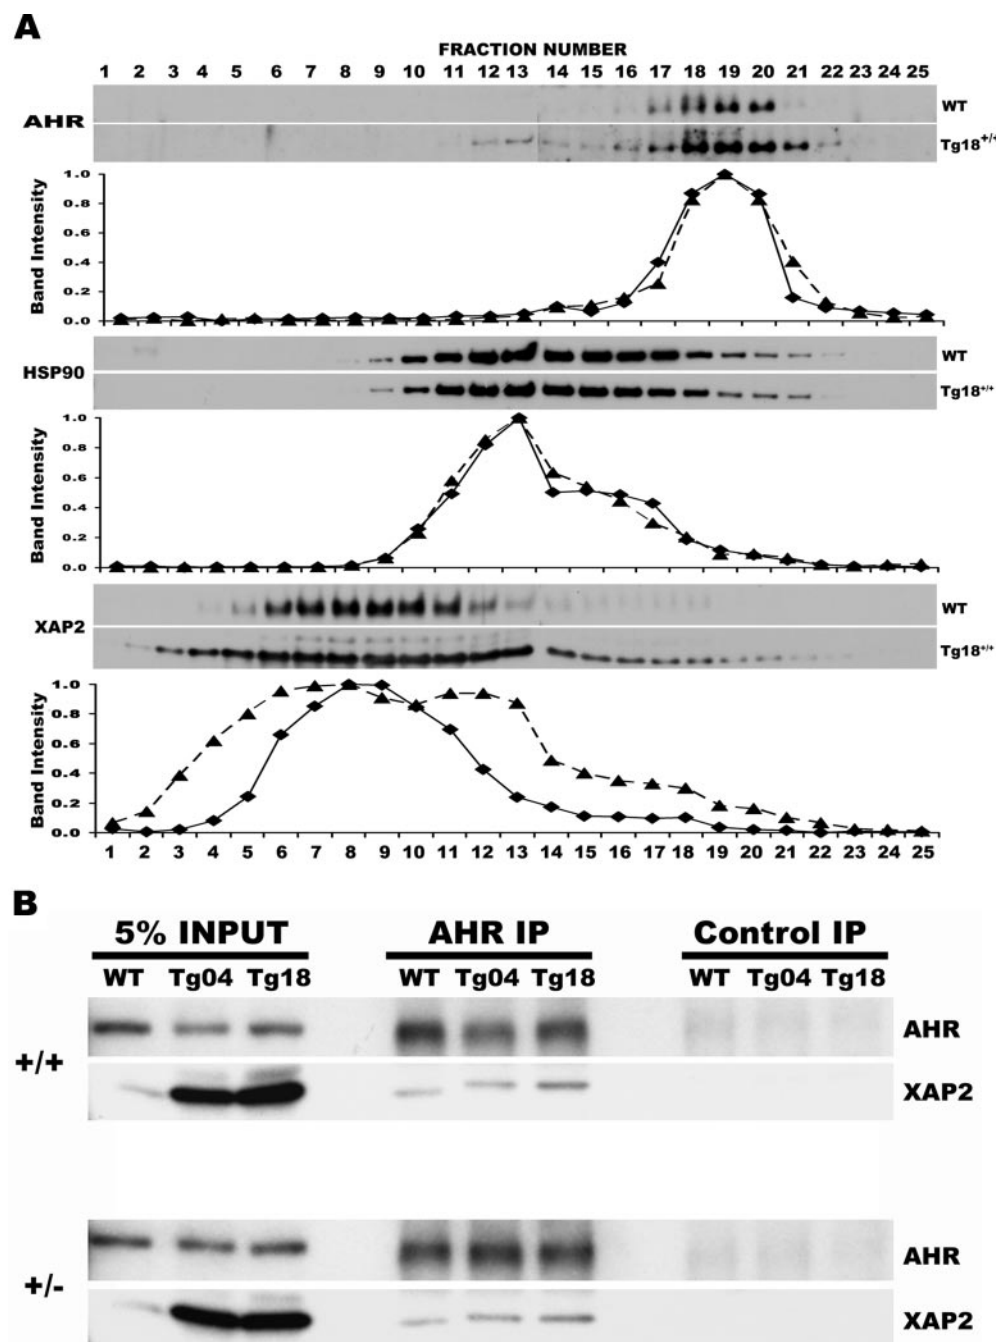 A
FRACTION NUMBER
1 2 3 4 5 6 7 8 9 10 11 12 13 14 15 16 17 18 19 20 21 22 23 24 25
AHR
WT
Tg18+/+
Band Intensity
1.0
0.8
0.6
0.4
0.2
0.0
HSP90
WT
Tg18+/+
Band Intensity
1.0
0.8
0.6
0.4
0.2
0.0
XAP2
WT
Tg18+/+
Band Intensity
1.0
0.8
0.6
0.4
0.2
0.0
1 2 3 4 5 6 7 8 9 10 11 12 13 14 15 16 17 18 19 20 21 22 23 24 25
B
5% INPUT AHR IP Control IP
WT Tg04 Tg18 WT Tg04 Tg18 WT Tg04 Tg18
+/+
AHR
XAP2
+/-
AHR
XAP2